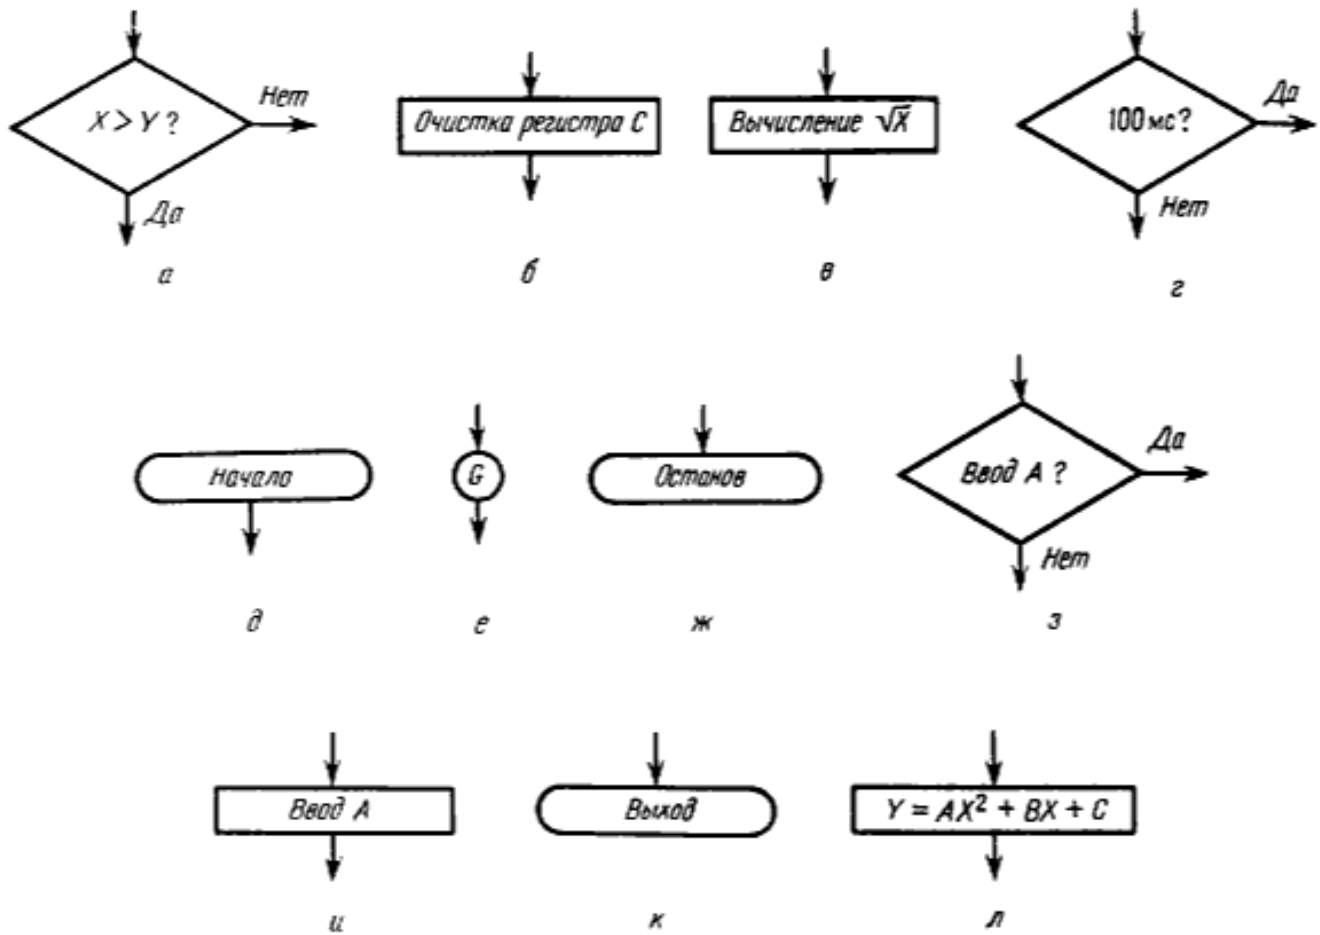 X > Y ?
Нет
Да
а
Очистка регистра C
б
Вычисление √X
в
100 мс?
Да
Нет
г
Начало
д
G
е
Останов
ж
Ввод A ?
Да
Нет
з
Ввод A
и
Выход
к
Y = AX² + BX + C
л